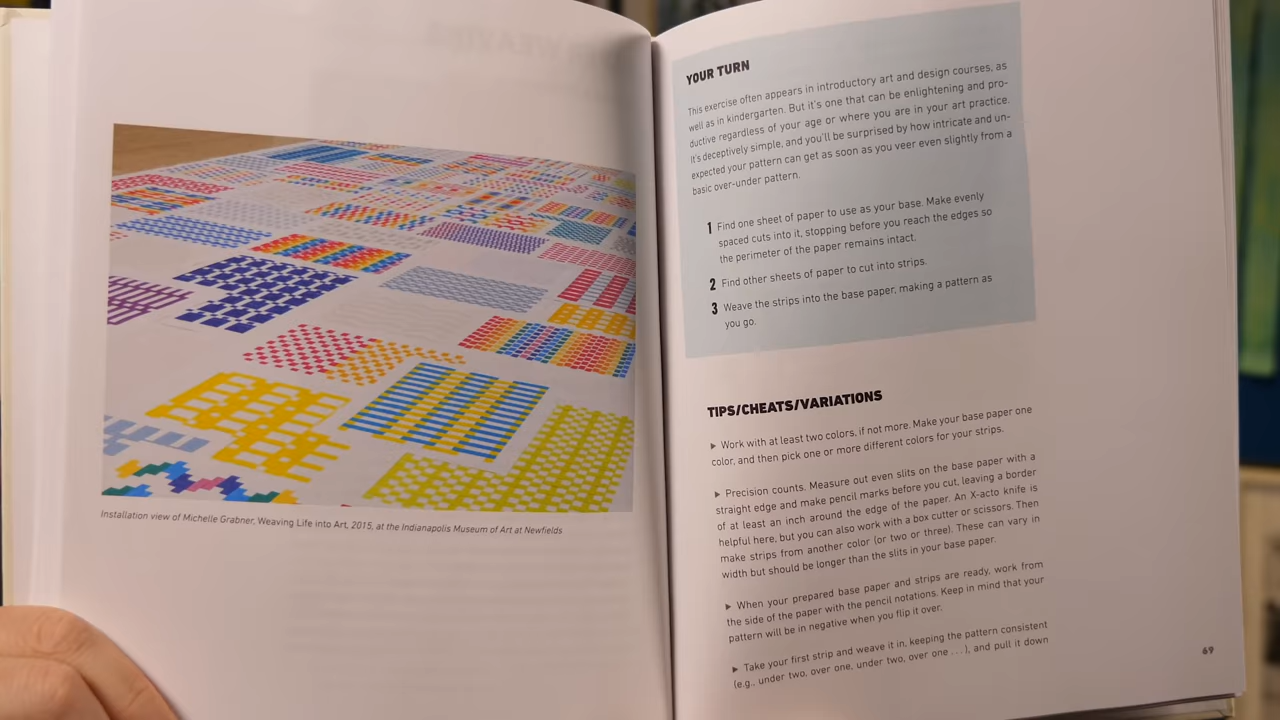 Installation view of Michelle Grabner, Weaving Life into Art, 2015, at the Indianapolis Museum of Art at Newfields
YOUR TURN
This exercise often appears in introductory art and design courses, as
well as in kindergarten. But it's one that can be enlightening and pro-
ductive regardless of your age or where you are in your art practice.
It's deceptively simple, and you'll be surprised by how intricate and un-
expected your pattern can get as soon as you veer even slightly from a
basic over-under pattern.
1 Find one sheet of paper to use as your base. Make evenly
spaced cuts into it, stopping before you reach the edges so
the perimeter of the paper remains intact.
2 Find other sheets of paper to cut into strips.
3 Weave the strips into the base paper, making a pattern as
you go.
TIPS/CHEATS/VARIATIONS
▶ Work with at least two colors, if not more. Make your base paper one
color, and then pick one or more different colors for your strips.
▶ Precision counts. Measure out even slits on the base paper with a
straight edge and make pencil marks before you cut, leaving a border
of at least an inch around the edge of the paper. An X-acto knife is
helpful here, but you can also work with a box cutter or scissors. Then
make strips from another color (or two or three). These can vary in
width but should be longer than the slits in your base paper.
▶ When your prepared base paper and strips are ready, work from
the side of the paper with the pencil notations. Keep in mind that your
pattern will be in negative when you flip it over.
▶ Take your first strip and weave it in, keeping the pattern consistent
(e.g., under two, over one, under two, over one . . . ), and pull it down
69